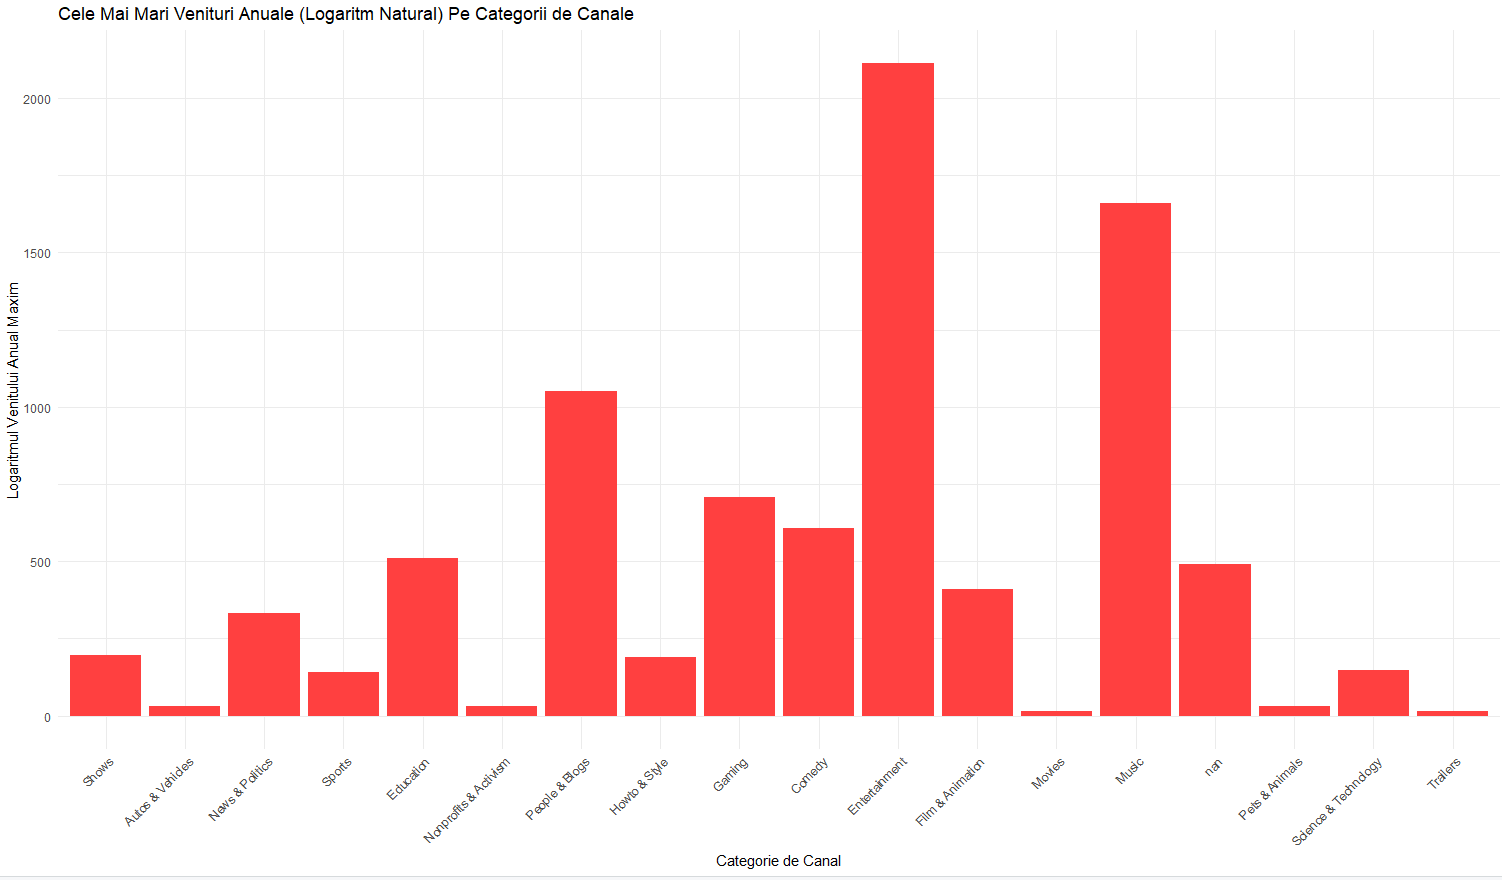 Cele Mai Mari Venituri Anuale (Logaritm Natural) Pe Categorii de Canale
Logaritmul Venitului Anual Maxim
2000
1500
1000
500
0
Shows
Autos & Vehicles
News & Politics
Sports
Education
Nonprofits & Activism
People & Blogs
Howto & Style
Gaming
Comedy
Entertainment
Film & Animation
Movies
Music
nan
Pets & Animals
Science & Technology
Trailers
Categorie de Canal